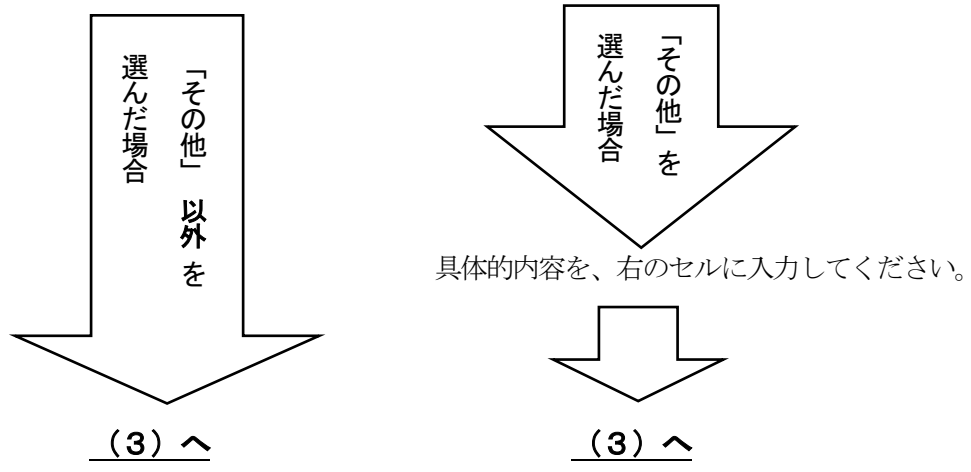 「その他」以外を
選んだ場合
「その他」を
選んだ場合
具体的内容を、右のセルに入力してください。
（３）へ
（３）へ